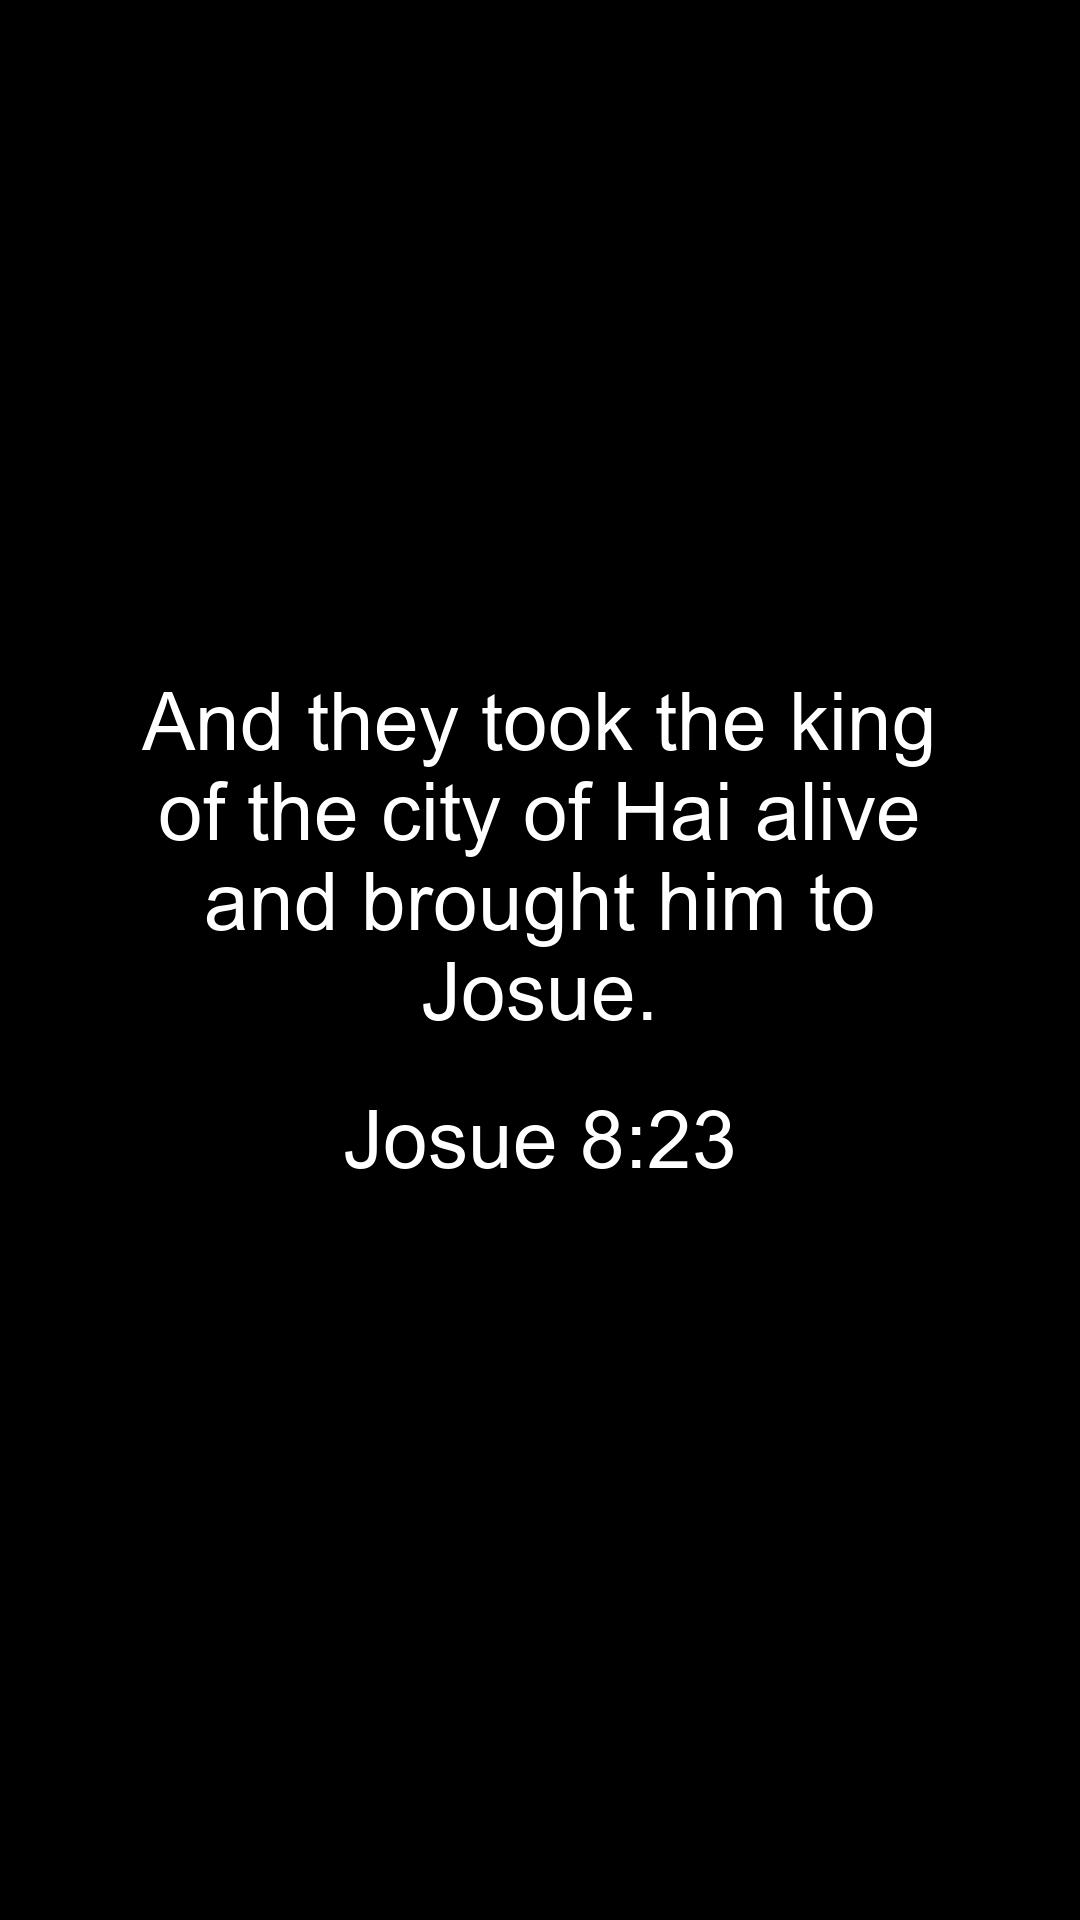 And they took the king
of the city of Hai alive
and brought him to
Josue.
Josue 8:23